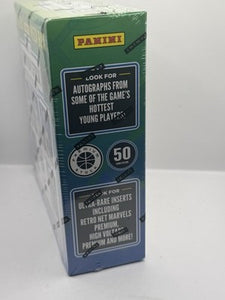 PANINI
LOOK FOR
AUTOGRAPHS FROM
SOME OF THE GAME'S
HOTTEST
YOUNG PLAYERS!
50
LOOK FOR
ULTRA-RARE INSERTS
INCLUDING
RETRO NET MARVELS
PREMIUM,
HIGH VOLTAGE
PREMIUM AND MORE!